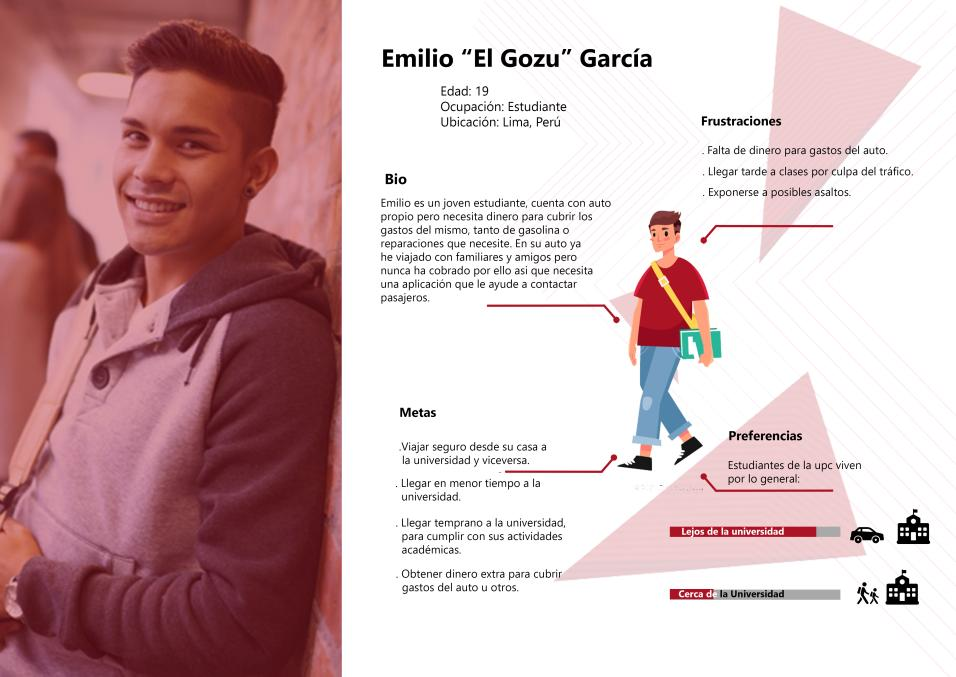 Emilio “El Gozu” García
Edad: 19
Ocupación: Estudiante
Ubicación: Lima, Perú
Bio
Emilio es un joven estudiante, cuenta con auto
propio pero necesita dinero para cubrir los
gastos del mismo, tanto de gasolina o
reparaciones que necesite. En su auto ya
he viajado con familiares y amigos pero
nunca ha cobrado por ello asi que necesita
una aplicación que le ayude a contactar
pasajeros.
Frustraciones
. Falta de dinero para gastos del auto.
. Llegar tarde a clases por culpa del tráfico.
. Exponerse a posibles asaltos.
Metas
.Viajar seguro desde su casa a
la universidad y viceversa.
. Llegar en menor tiempo a la
universidad.
. Llegar temprano a la universidad,
para cumplir con sus actividades
académicas.
. Obtener dinero extra para cubrir
gastos del auto u otros.
Preferencias
Estudiantes de la upc viven
por lo general:
Lejos de la universidad
Cerca de la Universidad